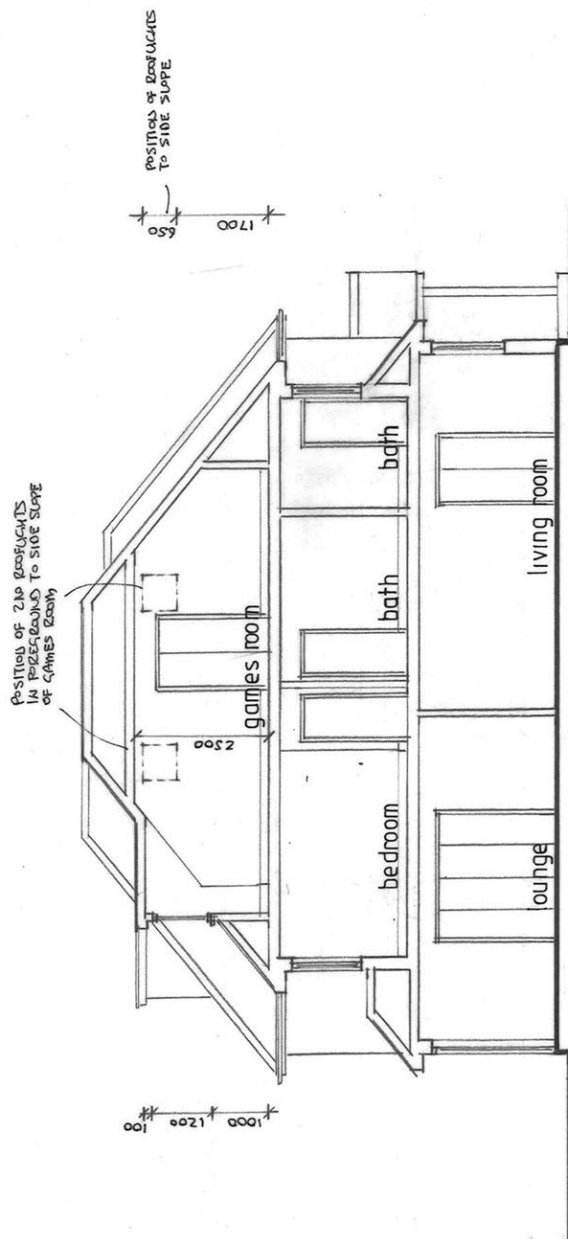 POSITION OF 2NO ROOFLIGHTS
IN FOREGROUND TO SIDE SLOPE
OF GAMES ROOM
POSITION OF ROOFLIGHTS
TO SIDE SLOPE
100
1200
1000
2500
650
1700
games room
bedroom
bath
bath
lounge
living room